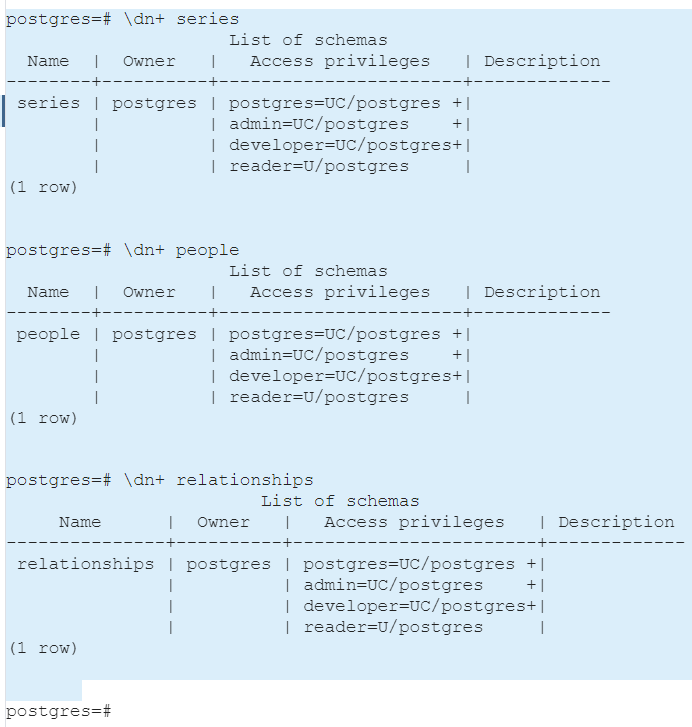 postgres=# \dn+ series
                     List of schemas
  Name  |  Owner   |   Access privileges   | Description
--------+----------+-----------------------+-------------
 series | postgres | postgres=UC/postgres +|
        |          | admin=UC/postgres    +|
        |          | developer=UC/postgres+|
        |          | reader=U/postgres     |
(1 row)

postgres=# \dn+ people
                     List of schemas
  Name  |  Owner   |   Access privileges   | Description
--------+----------+-----------------------+-------------
 people | postgres | postgres=UC/postgres +|
        |          | admin=UC/postgres    +|
        |          | developer=UC/postgres+|
        |          | reader=U/postgres     |
(1 row)

postgres=# \dn+ relationships
                        List of schemas
     Name      |  Owner   |   Access privileges   | Description
---------------+----------+-----------------------+-------------
 relationships | postgres | postgres=UC/postgres +|
               |          | admin=UC/postgres    +|
               |          | developer=UC/postgres+|
               |          | reader=U/postgres     |
(1 row)

postgres=#